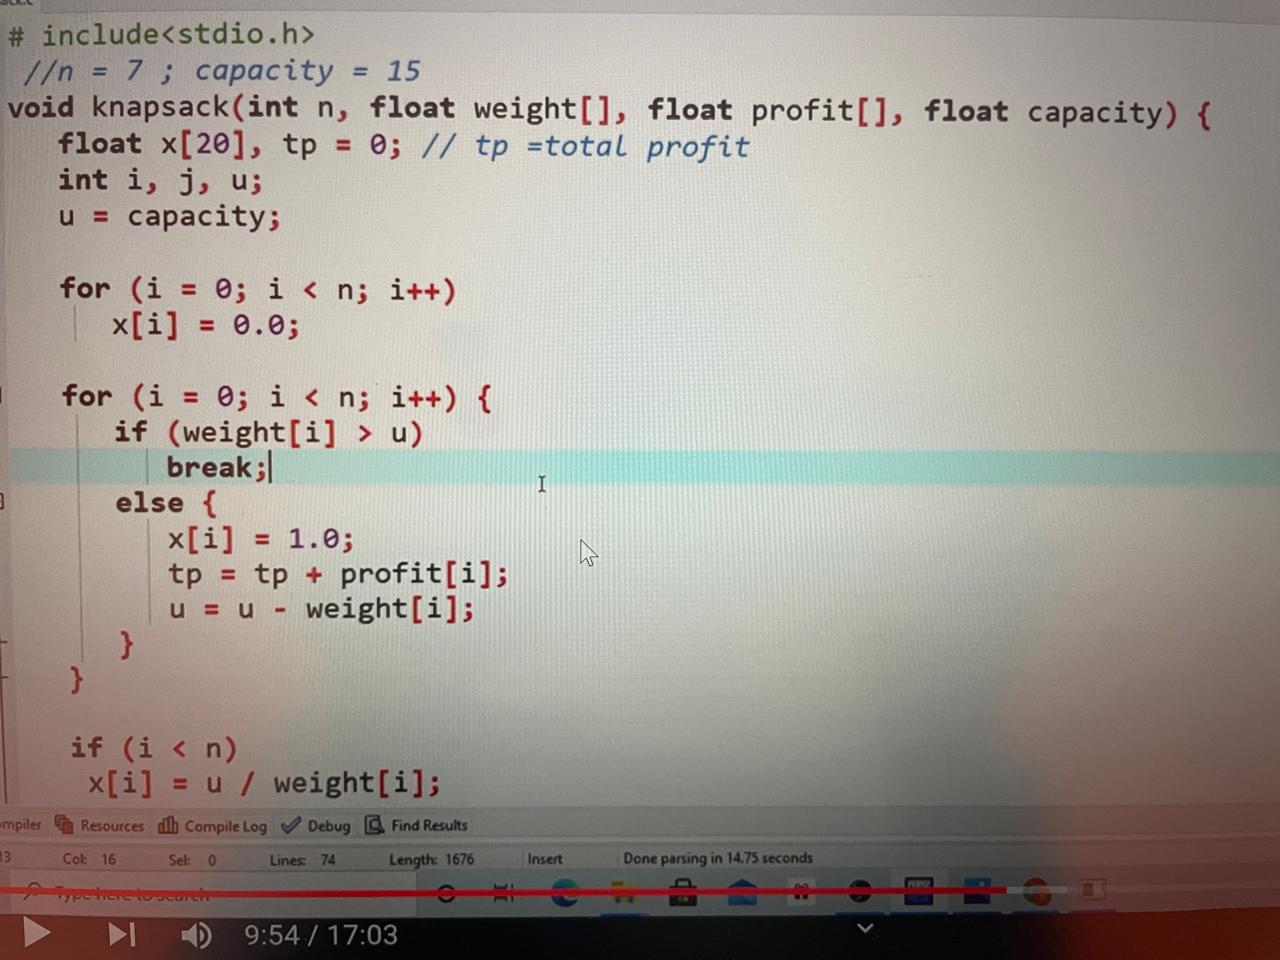 # include<stdio.h>
//n = 7 ; capacity = 15
void knapsack(int n, float weight[], float profit[], float capacity) {
float x[20], tp = 0; // tp =total profit
int i, j, u;
u = capacity;
for (i = 0; i < n; i++)
x[i] = 0.0;
for (i = 0; i < n; i++) {
if (weight[i] > u)
break;
else {
x[i] = 1.0;
tp = tp + profit[i];
u = u - weight[i];
}
}
if (i < n)
x[i] = u / weight[i];
Resources Compile Log Debug Find Results
Col: 16 Sel: 0 Lines: 74 Length: 1676 Insert Done parsing in 14.75 seconds
Type here to search
9:54 / 17:03